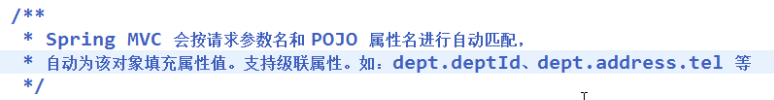 /**
* Spring MVC 会按请求参数名和 POJO 属性名进行自动匹配，
* 自动为该对象填充属性值。支持级联属性。如：dept.deptId、dept.address.tel 等
*/